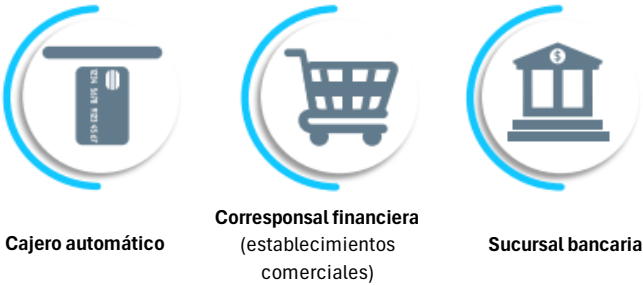 Cajero automático
Corresponsal financiera
(establecimientos
comerciales)
Sucursal bancaria
$